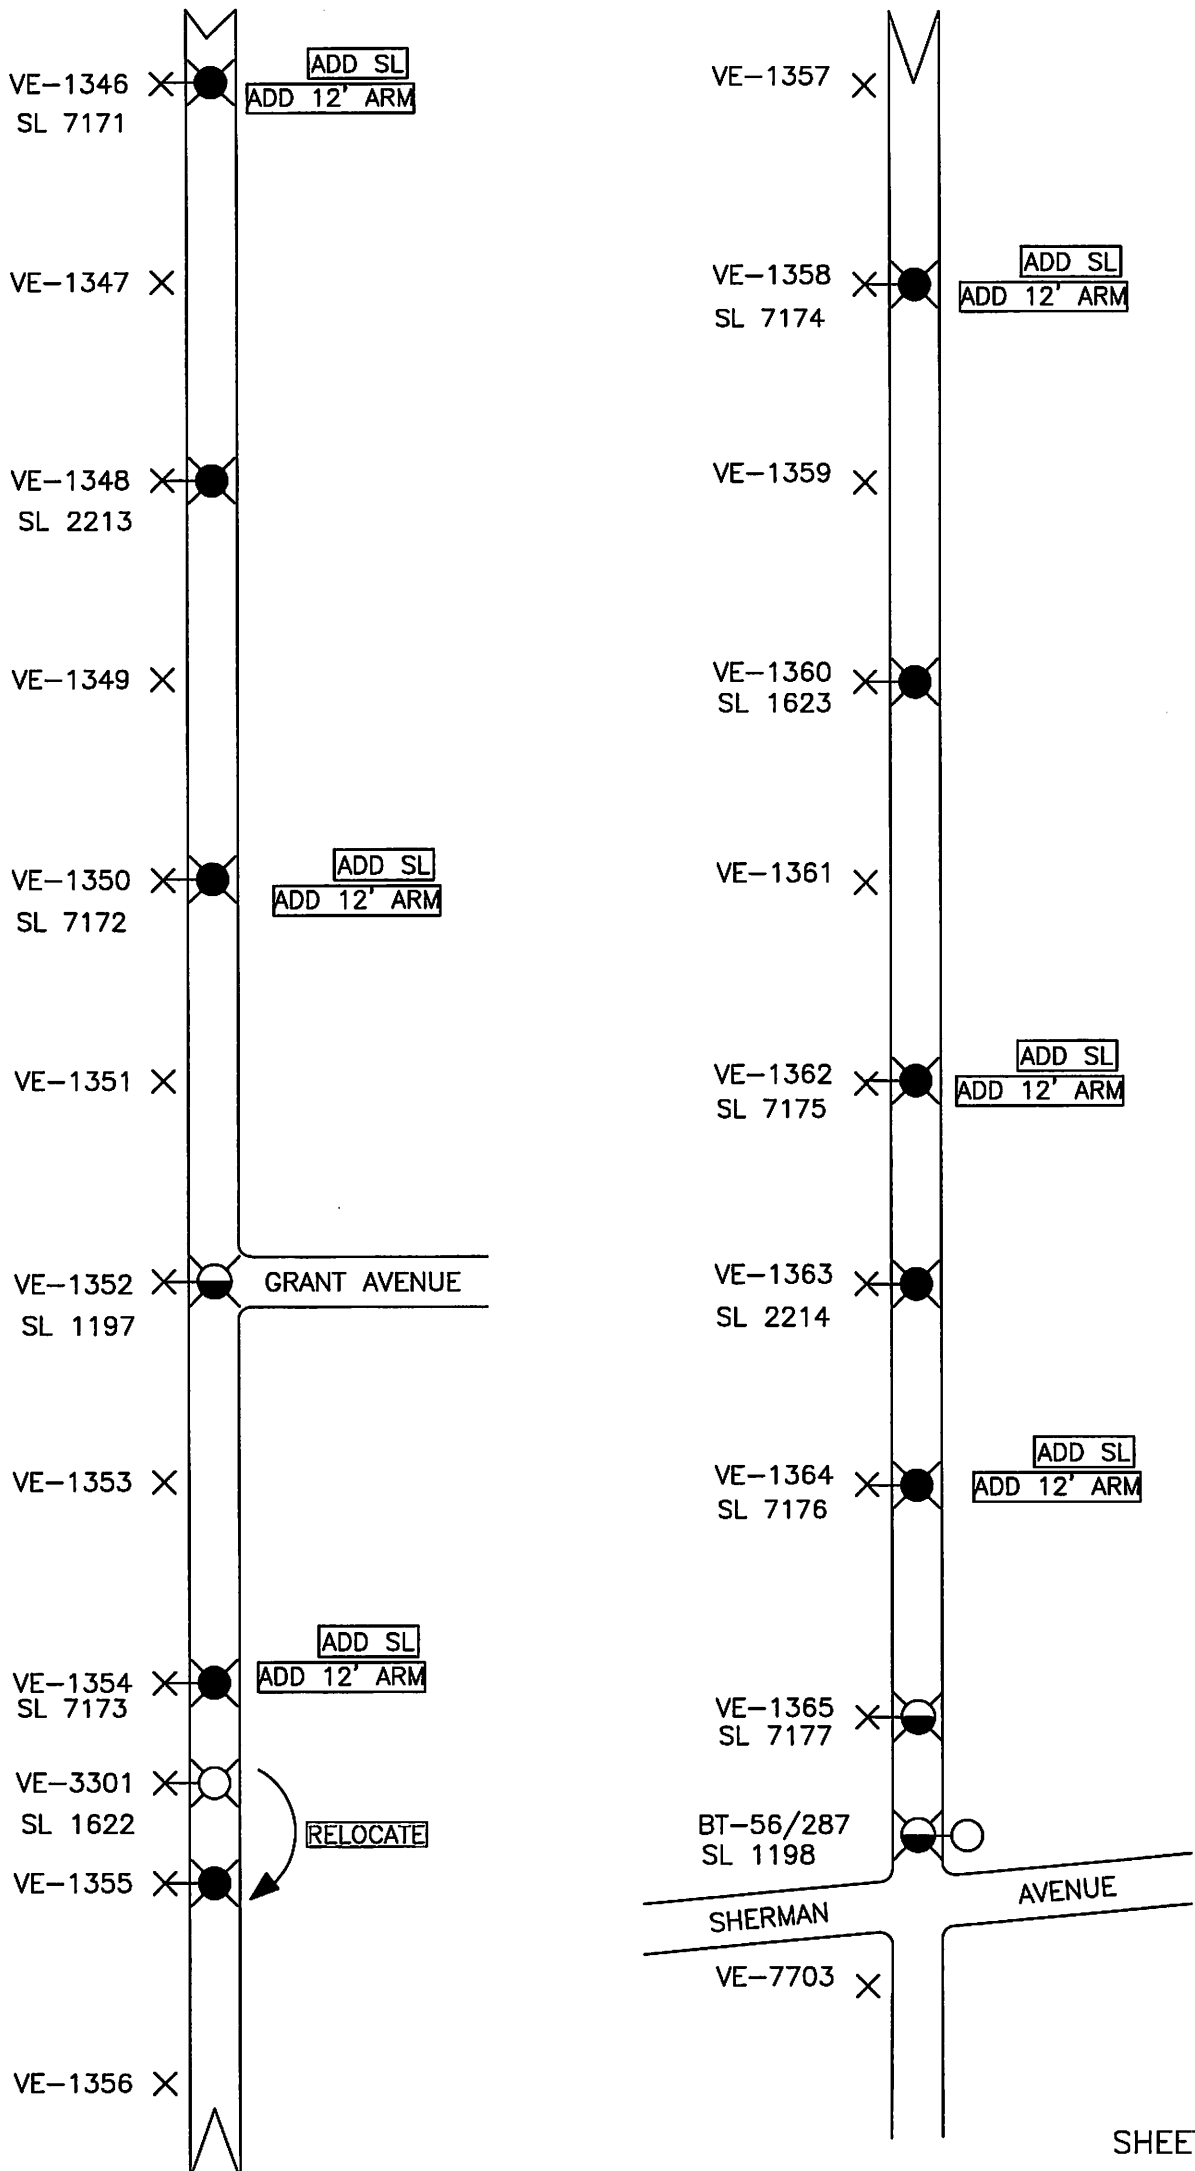 VE-1346
SL 7171
ADD SL
ADD 12' ARM
VE-1347
VE-1348
SL 2213
VE-1349
VE-1350
SL 7172
ADD SL
ADD 12' ARM
VE-1351
VE-1352
SL 1197
GRANT AVENUE
VE-1353
VE-1354
SL 7173
ADD SL
ADD 12' ARM
VE-3301
SL 1622
RELOCATE
VE-1355
VE-1356
VE-1357
VE-1358
SL 7174
ADD SL
ADD 12' ARM
VE-1359
VE-1360
SL 1623
VE-1361
VE-1362
SL 7175
ADD SL
ADD 12' ARM
VE-1363
SL 2214
VE-1364
SL 7176
ADD SL
ADD 12' ARM
VE-1365
SL 7177
BT-56/287
SL 1198
SHERMAN AVENUE
VE-7703
SHEE